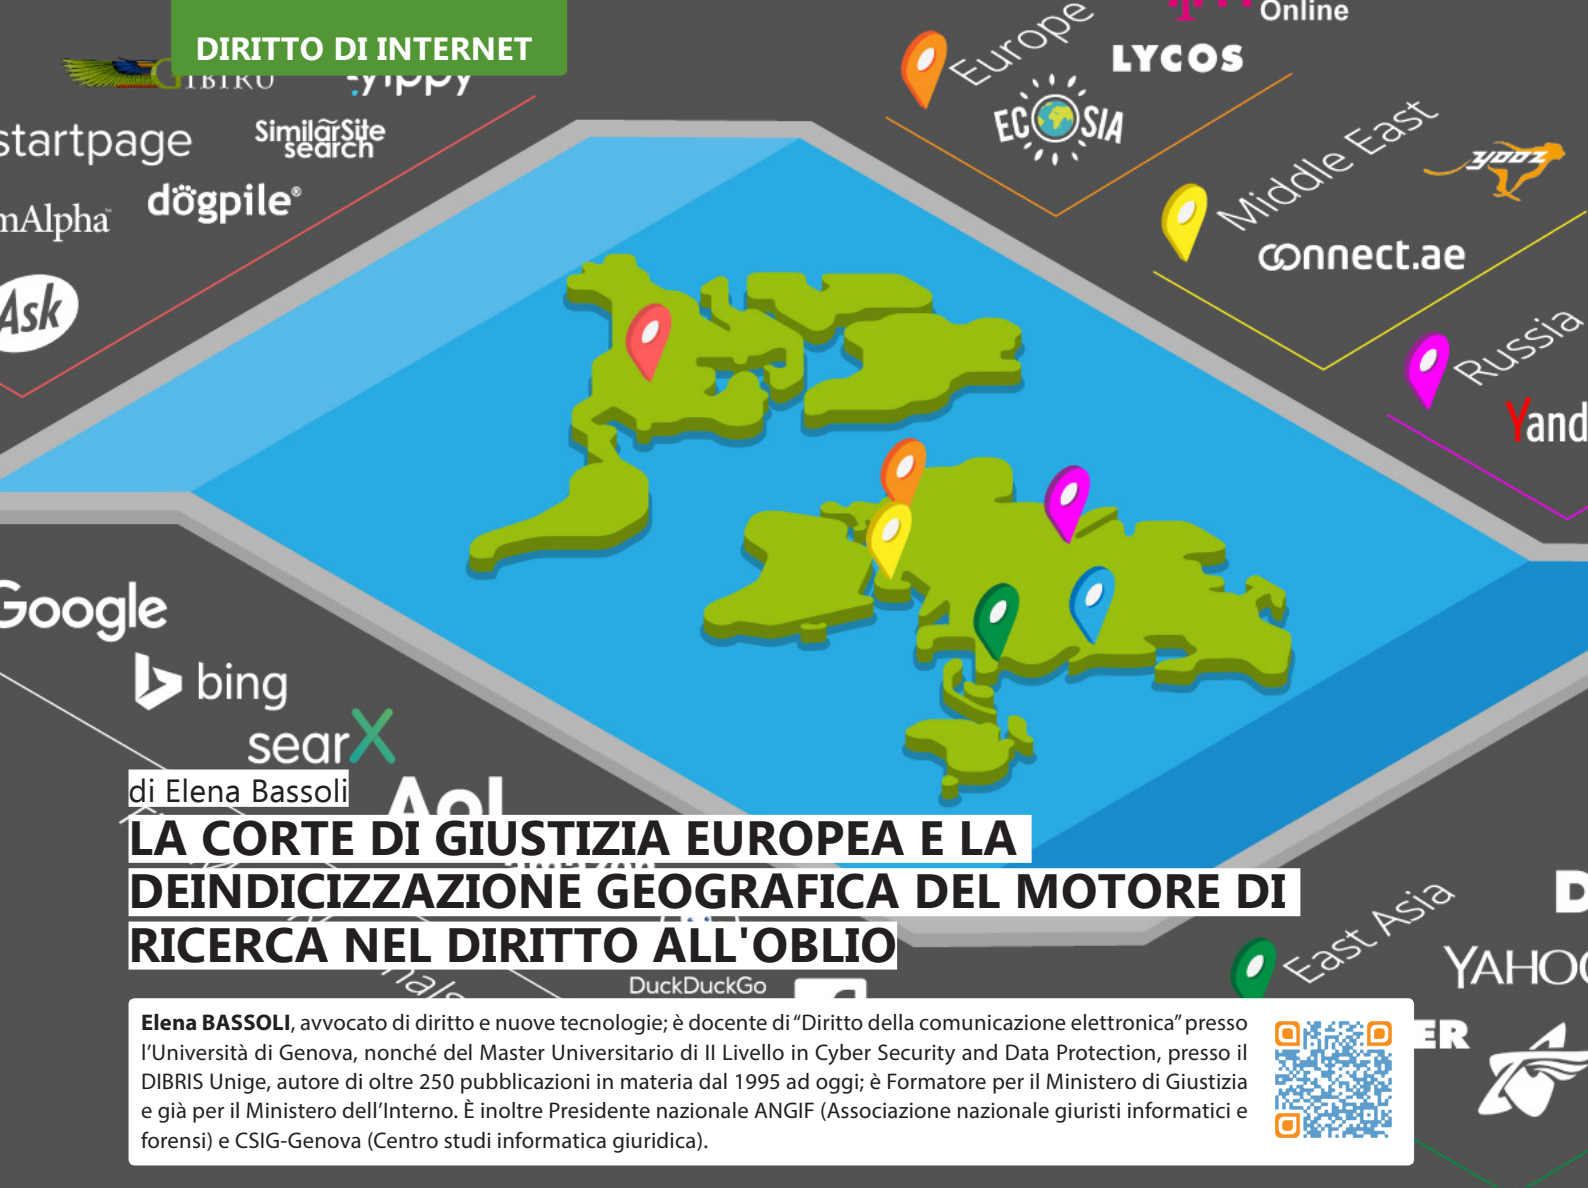 Online
DIRITTO DI INTERNET
Europe
LYCOS
GIBIRU
yippy
startpage
SimilarSite
search
ECOSIA
Middle East
yooz
dogpile®
connect.ae
Ask
Russia
Google
bing
searX
di Elena Bassoli
Aol
LA CORTE DI GIUSTIZIA EUROPEA E LA
DEINDICIZZAZIONE GEOGRAFICA DEL MOTORE DI
RICERCA NEL DIRITTO ALL'OBLIO
East Asia
DuckDuckGo
Elena BASSOLI, avvocato di diritto e nuove tecnologie; è docente di “Diritto della comunicazione elettronica” presso
l’Università di Genova, nonché del Master Universitario di II Livello in Cyber Security and Data Protection, presso il
DIBRIS Unige, autore di oltre 250 pubblicazioni in materia dal 1995 ad oggi; è Formatore per il Ministero di Giustizia
e già per il Ministero dell’Interno. È inoltre Presidente nazionale ANGIF (Associazione nazionale giuristi informatici e
forensi) e CSIG-Genova (Centro studi informatica giuridica).